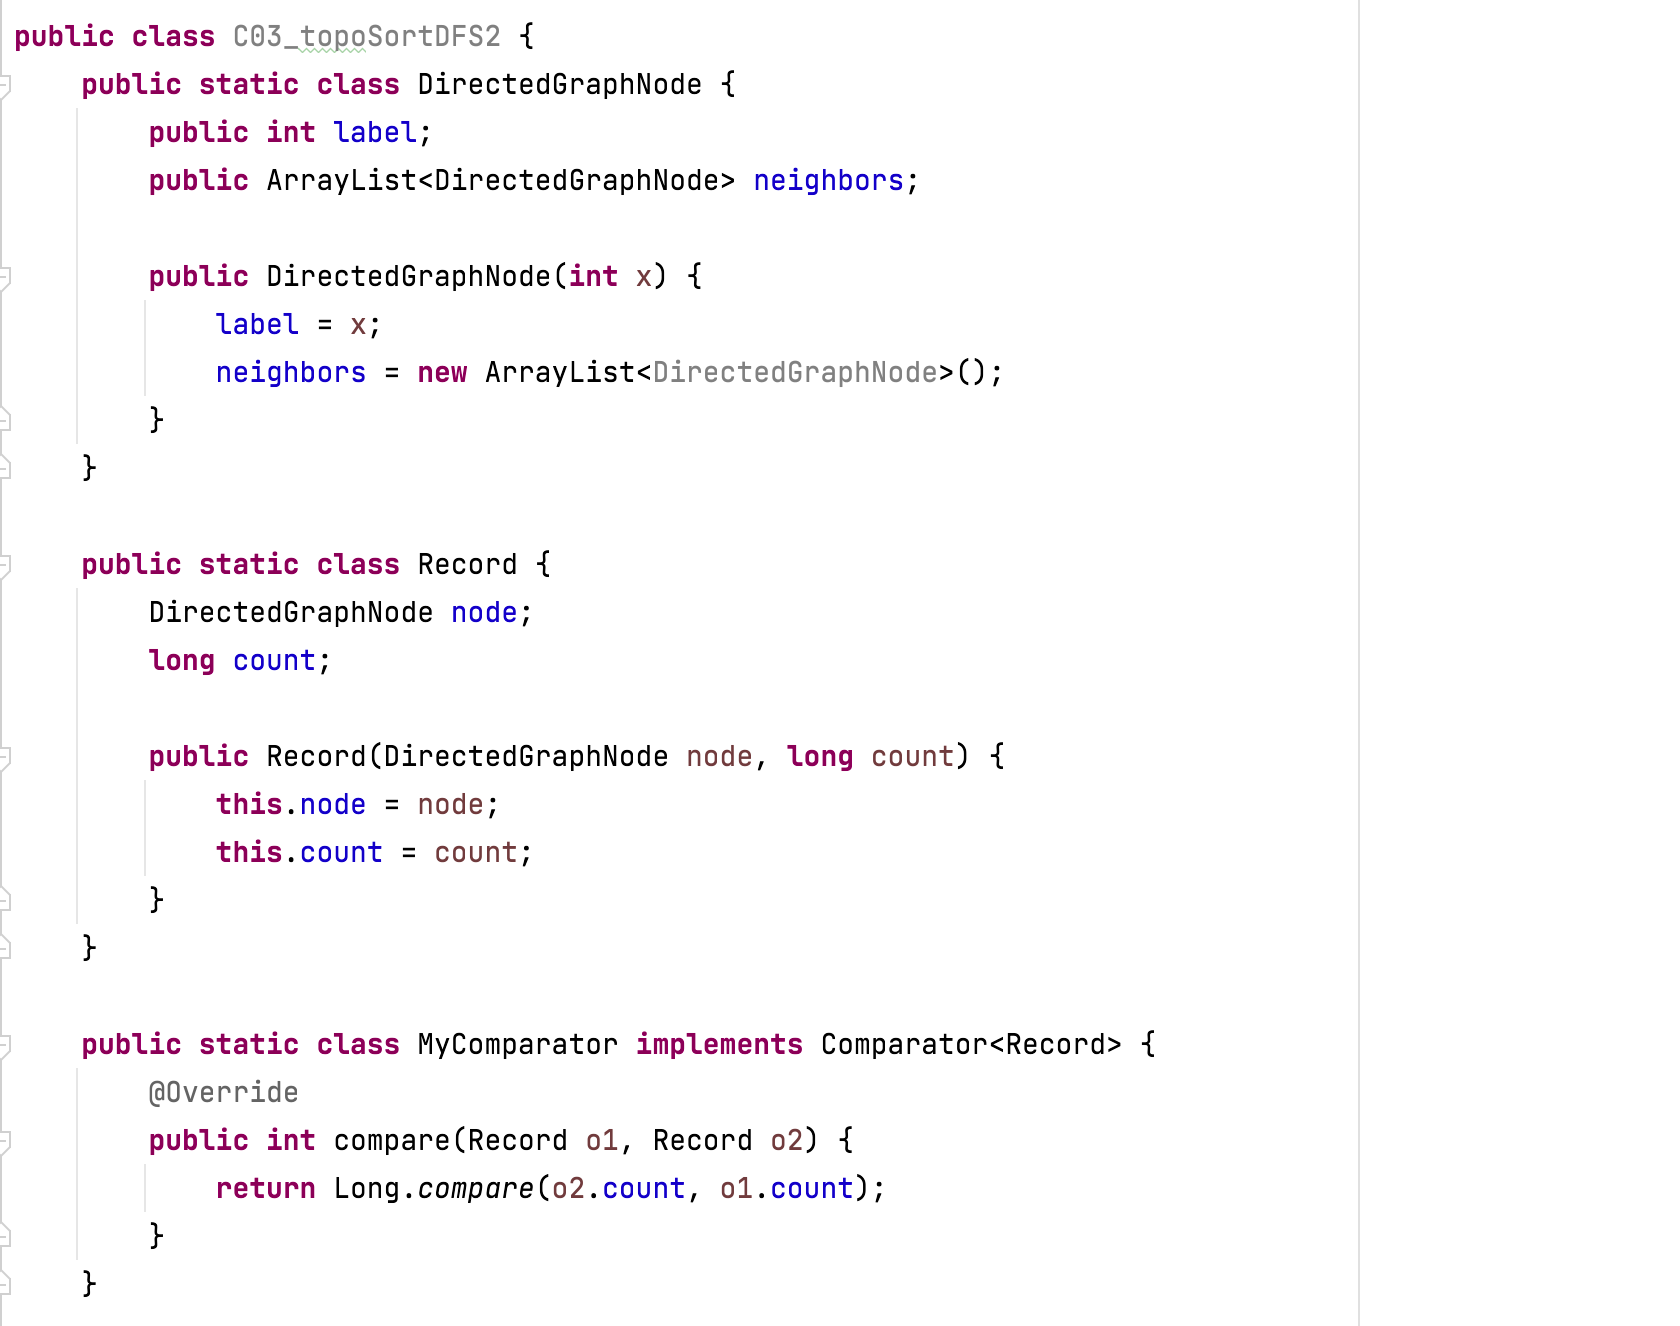 public class C03_topoSortDFS2 {
    public static class DirectedGraphNode {
        public int label;
        public ArrayList<DirectedGraphNode> neighbors;

        public DirectedGraphNode(int x) {
            label = x;
            neighbors = new ArrayList<DirectedGraphNode>();
        }
    }

    public static class Record {
        DirectedGraphNode node;
        long count;

        public Record(DirectedGraphNode node, long count) {
            this.node = node;
            this.count = count;
        }
    }

    public static class MyComparator implements Comparator<Record> {
        @Override
        public int compare(Record o1, Record o2) {
            return Long.compare(o2.count, o1.count);
        }
    }